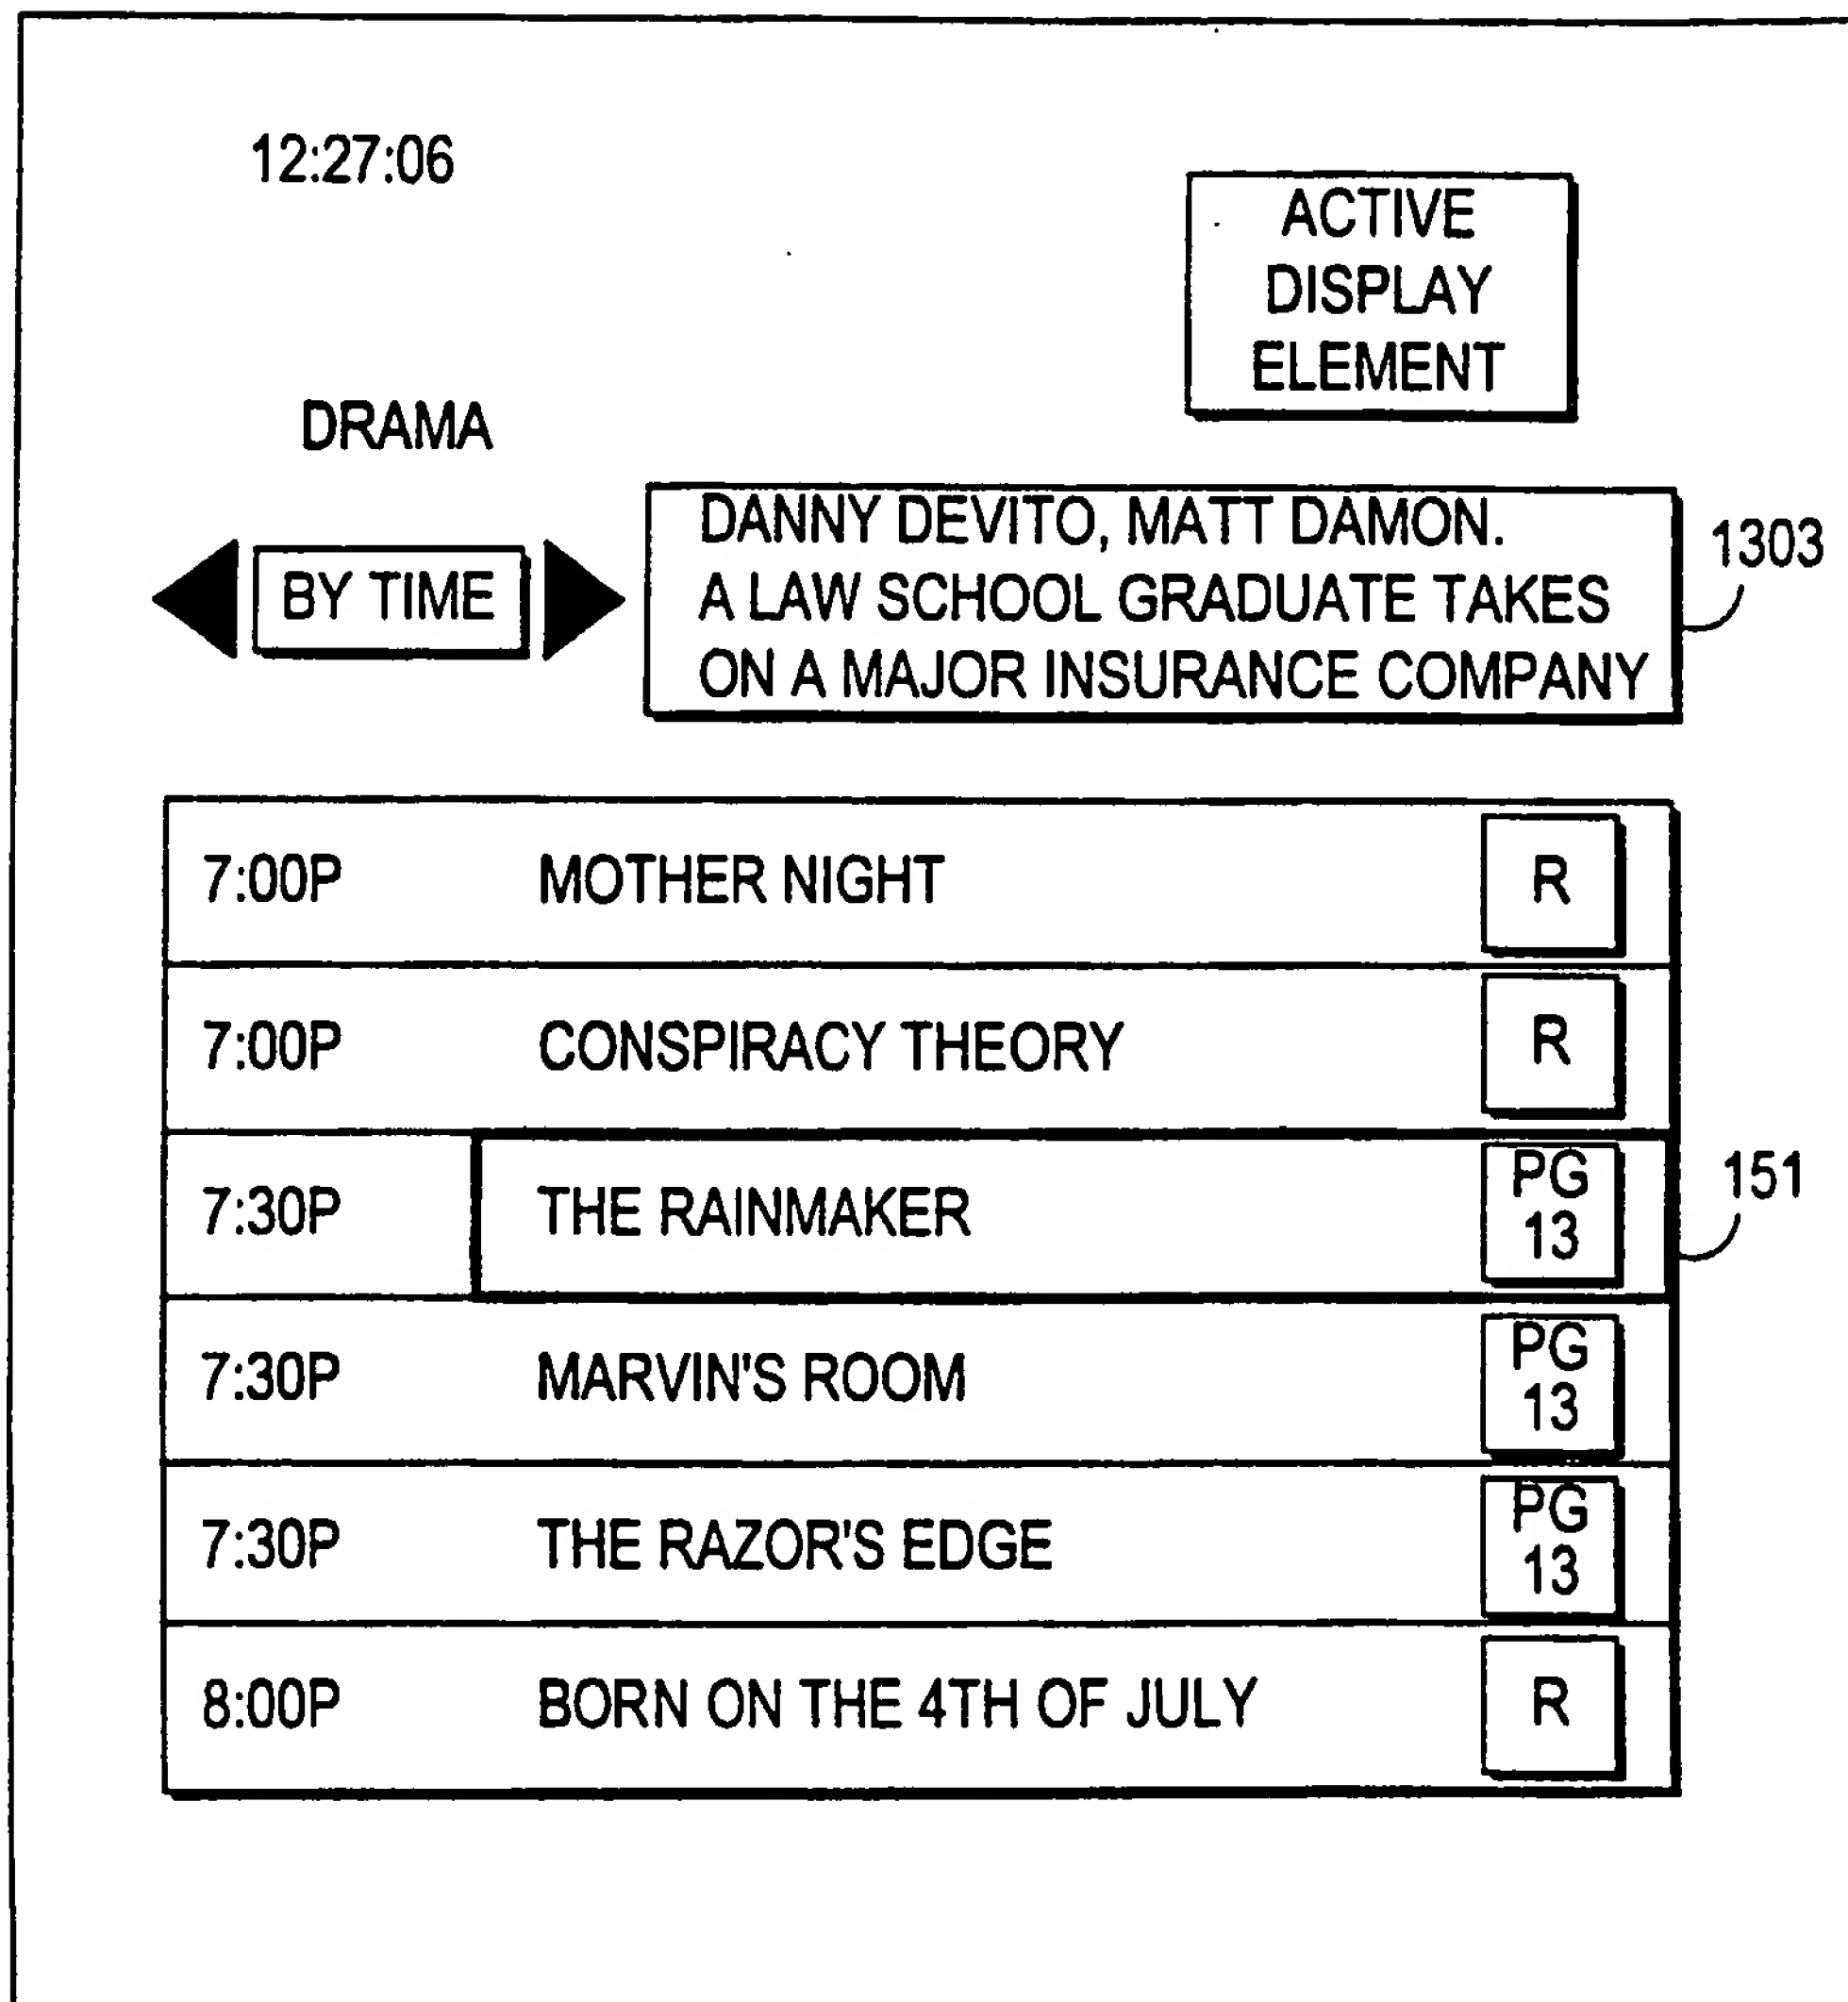 12:27:06
ACTIVE
DISPLAY
ELEMENT
DRAMA
BY TIME
DANNY DEVITO, MATT DAMON.
A LAW SCHOOL GRADUATE TAKES
ON A MAJOR INSURANCE COMPANY
1303
7:00P MOTHER NIGHT R
7:00P CONSPIRACY THEORY R
7:30P THE RAINMAKER PG 13
151
7:30P MARVIN'S ROOM PG 13
7:30P THE RAZOR'S EDGE PG 13
8:00P BORN ON THE 4TH OF JULY R